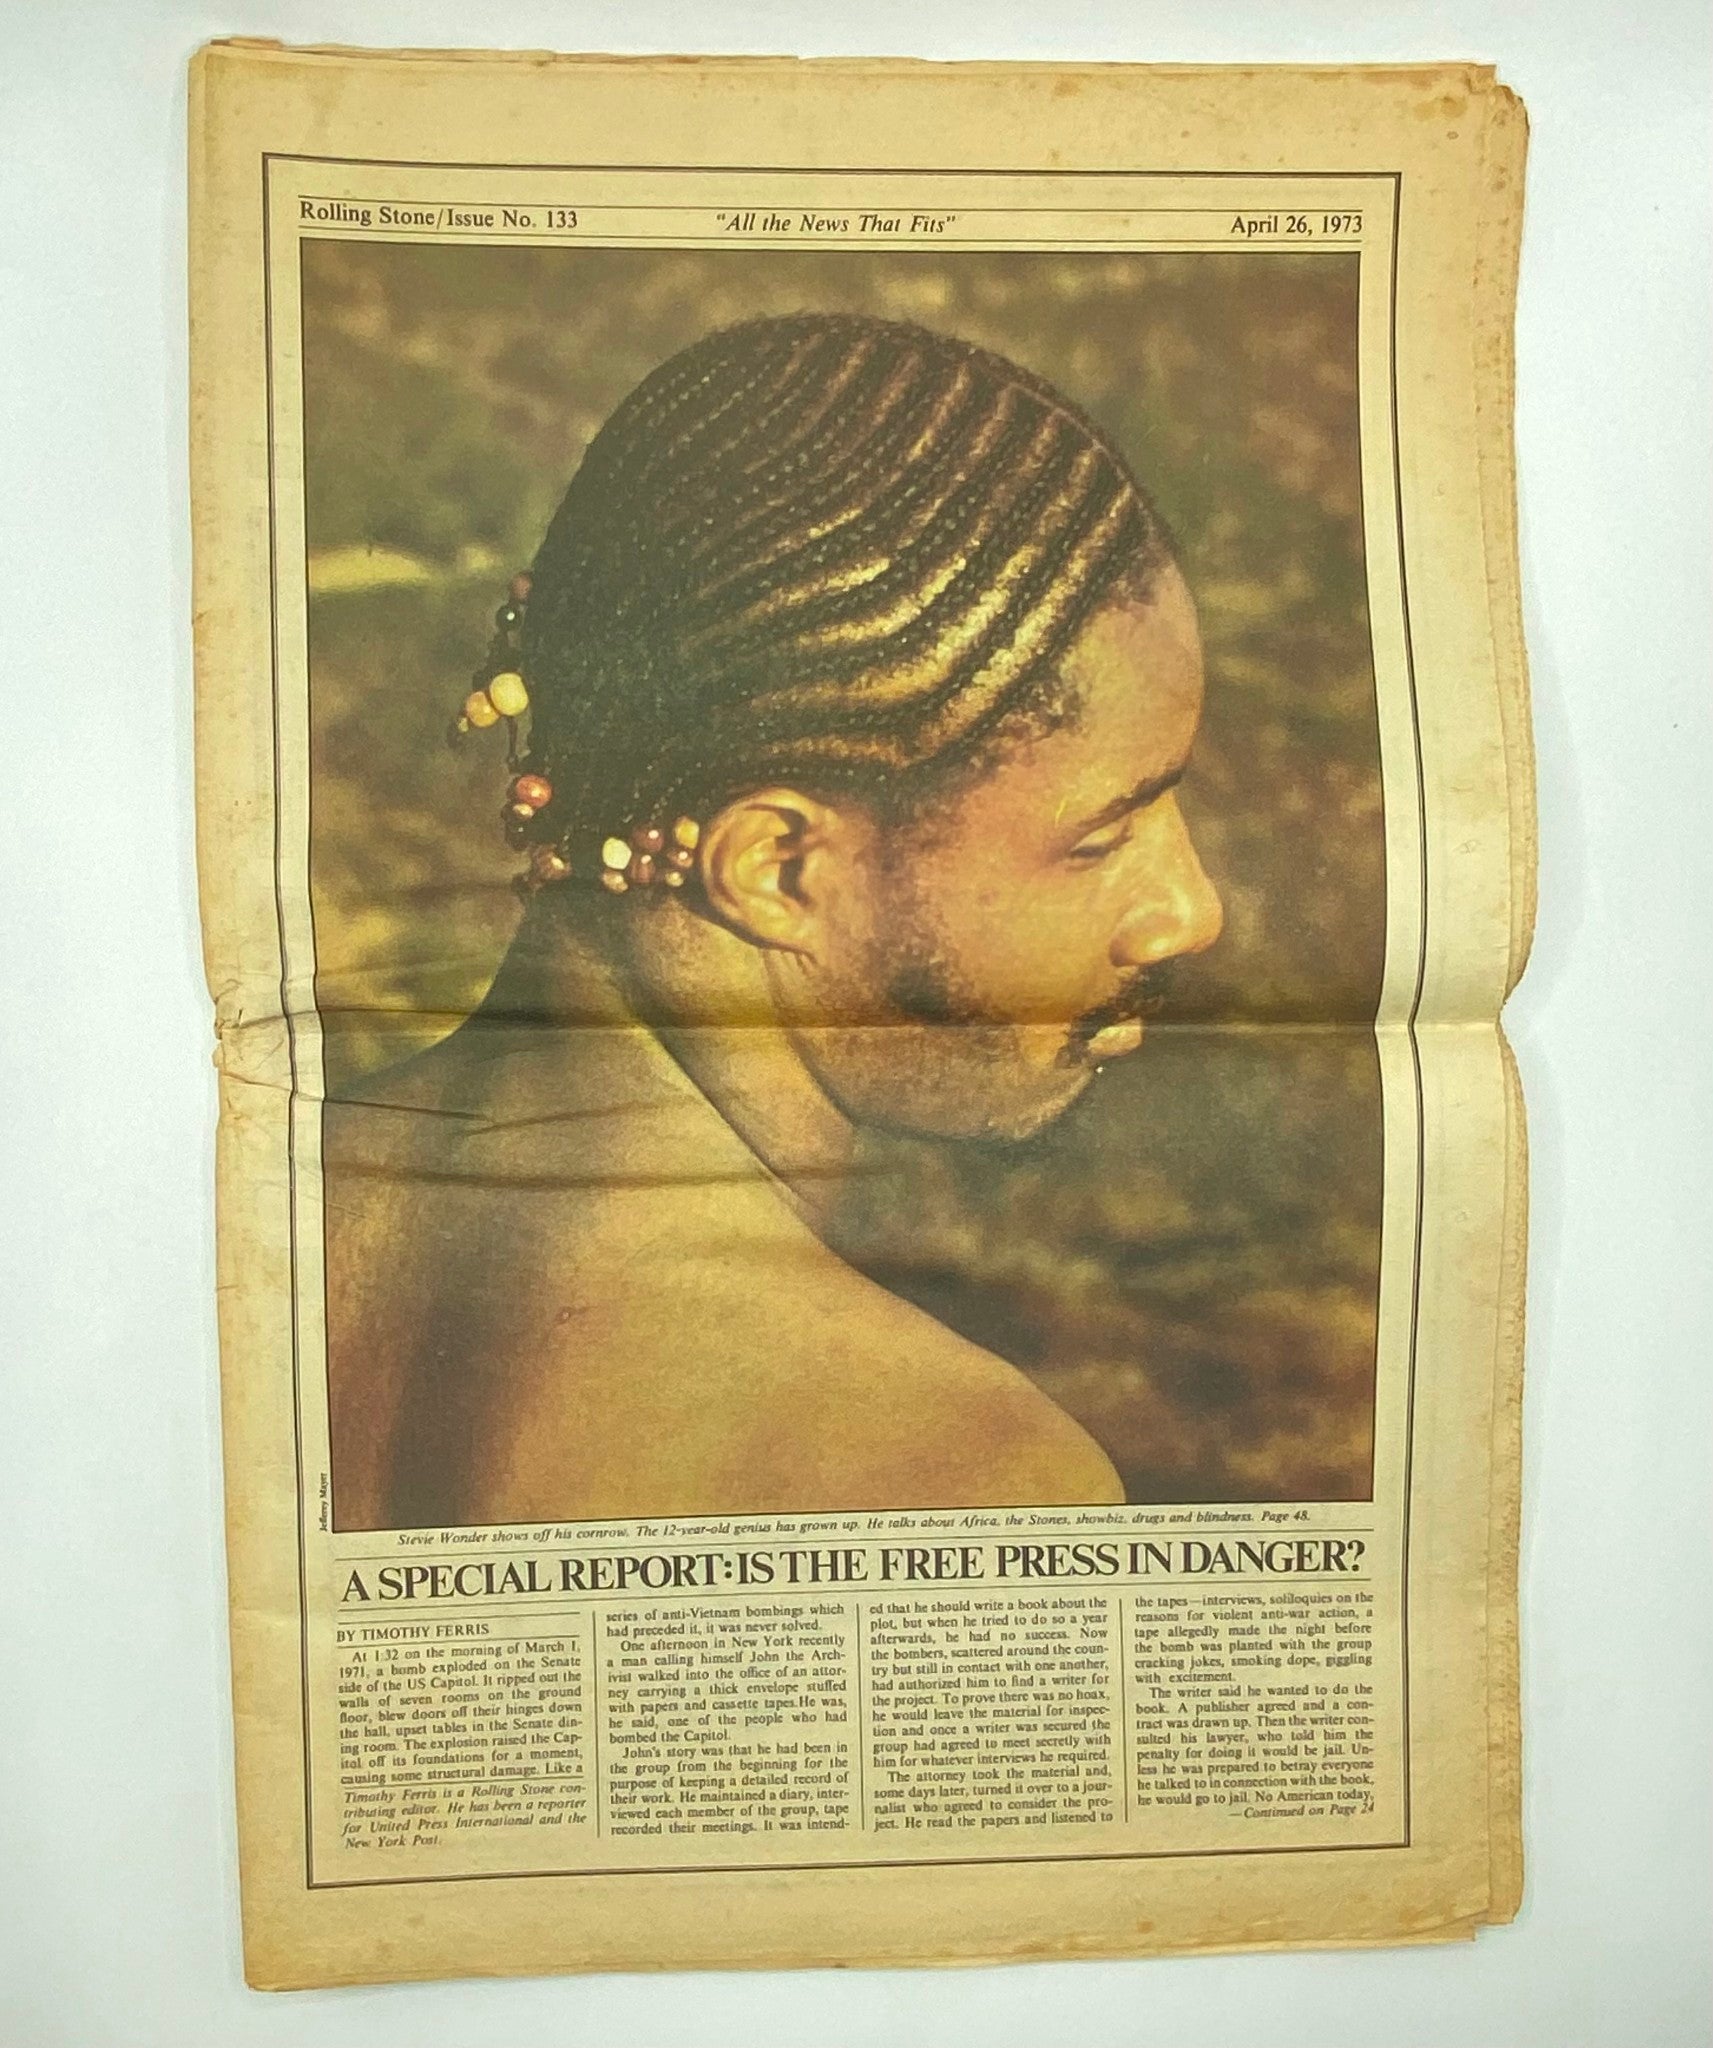 Rolling Stone/Issue No. 133 "All the News That Fits" April 26, 1973
Jeffrey Mayer
Stevie Wonder shows off his cornrow. The 12-year-old genius has grown up. He talks about Africa, the Stones, showbiz, drugs and blindness. Page 48.
A SPECIAL REPORT: IS THE FREE PRESS IN DANGER?
BY TIMOTHY FERRIS
At 1:32 on the morning of March 1,
1971, a bomb exploded on the Senate
side of the US Capitol. It ripped out the
walls of seven rooms on the ground
floor, blew doors off their hinges down
the hall, upset tables in the Senate din-
ing room. The explosion raised the Cap-
itol off its foundations for a moment,
causing some structural damage. Like a
Timothy Ferris is a Rolling Stone con-
tributing editor. He has been a reporter
for United Press International and the
New York Post.
series of anti-Vietnam bombings which
had preceded it, it was never solved.
One afternoon in New York recently
a man calling himself John the Arch-
ivist walked into the office of an attor-
ney carrying a thick envelope stuffed
with papers and cassette tapes. He was,
he said, one of the people who had
bombed the Capitol.
John's story was that he had been in
the group from the beginning for the
purpose of keeping a detailed record of
their work. He maintained a diary, inter-
viewed each member of the group, tape
recorded their meetings. It was intend-
ed that he should write a book about the
plot, but when he tried to do so a year
afterwards, he had no success. Now
the bombers, scattered around the coun-
try but still in contact with one another,
had authorized him to find a writer for
the project. To prove there was no hoax,
he would leave the material for inspec-
tion and once a writer was secured the
group had agreed to meet secretly with
him for whatever interviews he required.
The attorney took the material and,
some days later, turned it over to a jour-
nalist who agreed to consider the pro-
ject. He read the papers and listened to
the tapes—interviews, soliloquies on the
reasons for violent anti-war action, a
tape allegedly made the night before
the bomb was planted with the group
cracking jokes, smoking dope, giggling
with excitement.
The writer said he wanted to do the
book. A publisher agreed and a con-
tract was drawn up. Then the writer con-
sulted his lawyer, who told him the
penalty for doing it would be jail. Un-
less he was prepared to betray everyone
he talked to in connection with the book,
he would go to jail. No American today,
—Continued on Page 24